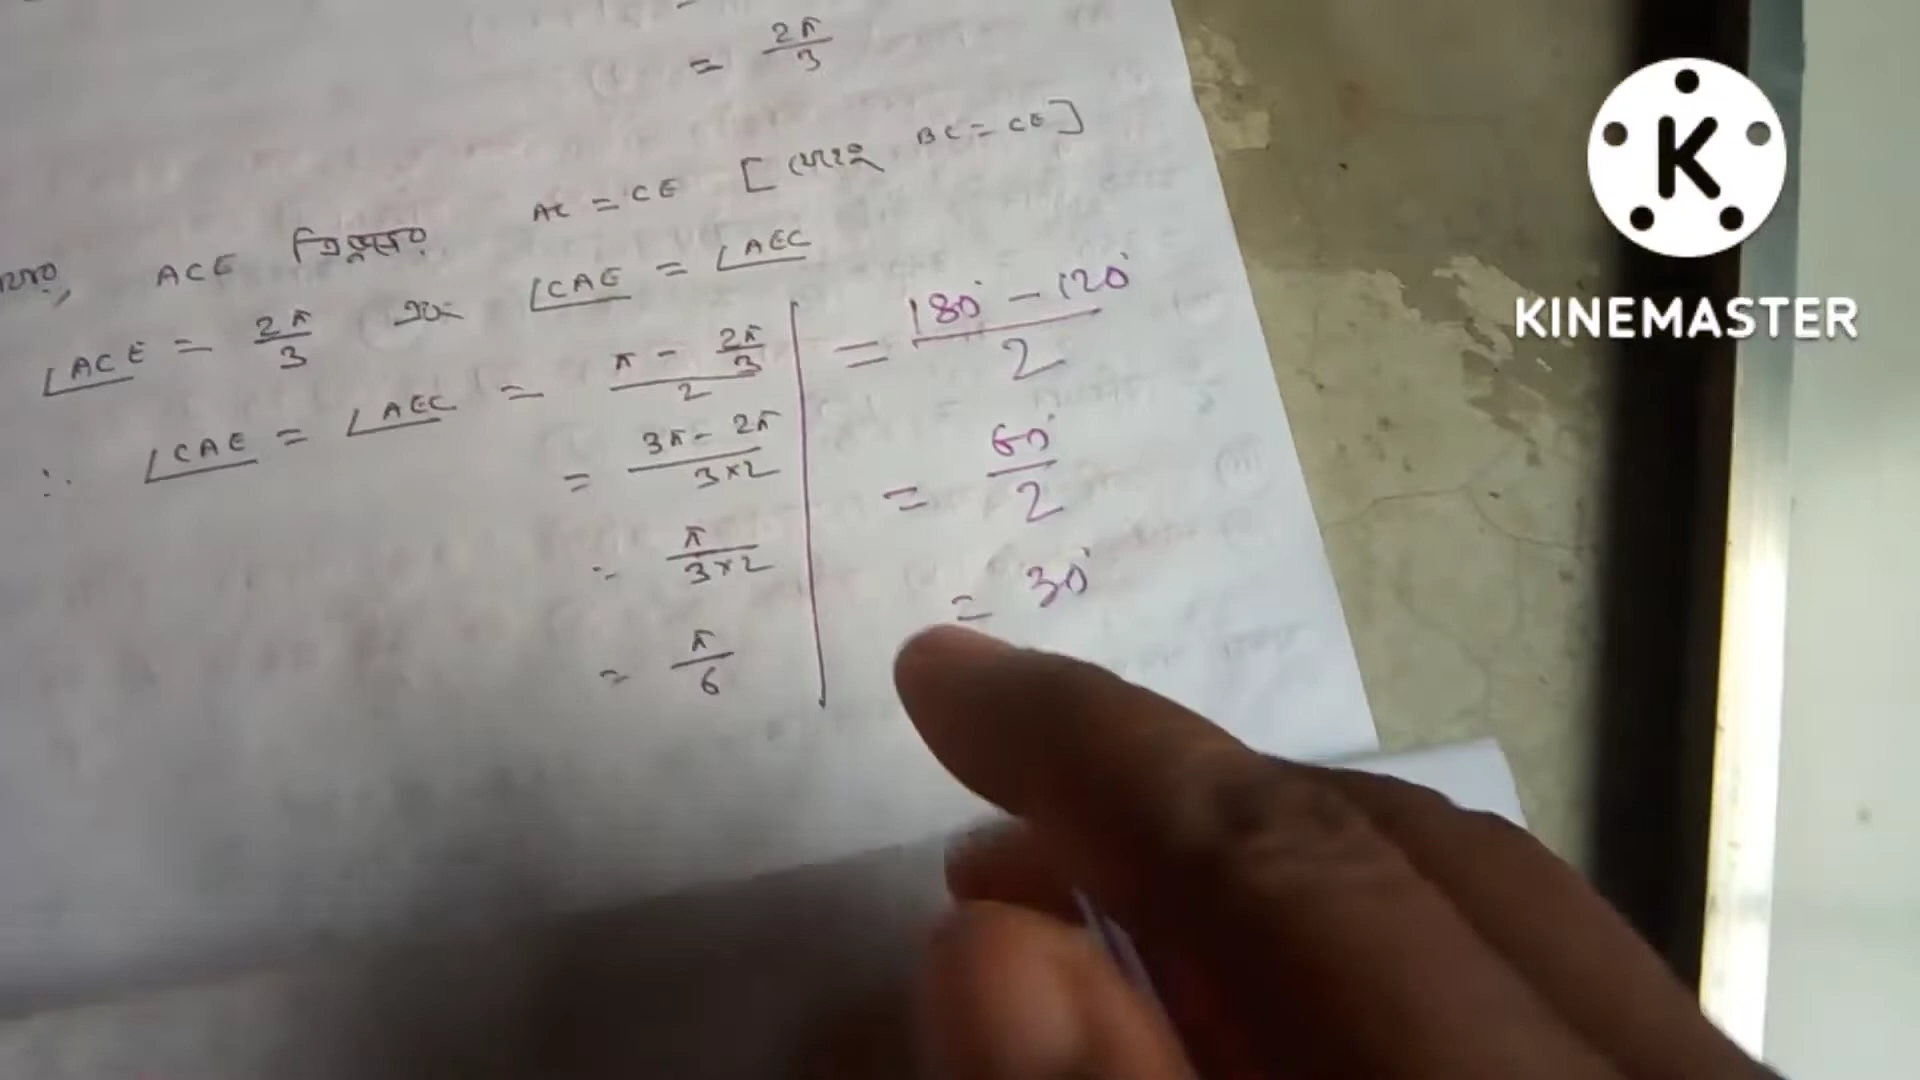 = 2π/3
ACE ত্রিভুজের AC = CE [যেহেতু BC = CE]
∠ACE = 2π/3 এবং ∠CAE = ∠AEC
∴ ∠CAE = ∠AEC = (π - 2π/3)/2
= (3π - 2π)/(3×2)
= π/(3×2)
= π/6
= (180° - 120°)/2
= 60°/2
= 30°
K
KINEMASTER